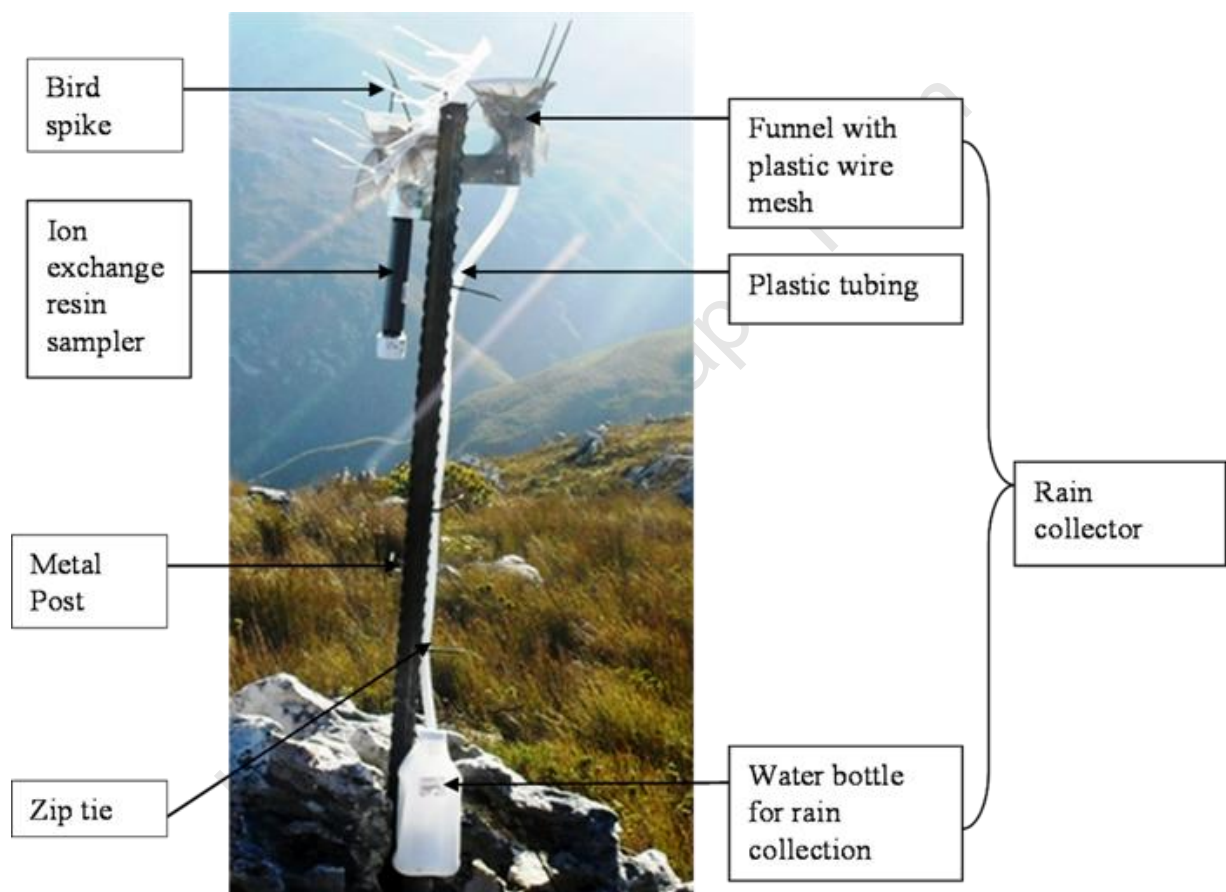 Bird
spike
Ion
exchange
resin
sampler
Metal
Post
Zip tie
Funnel with
plastic wire
mesh
Plastic tubing
Water bottle
for rain
collection
Rain
collector